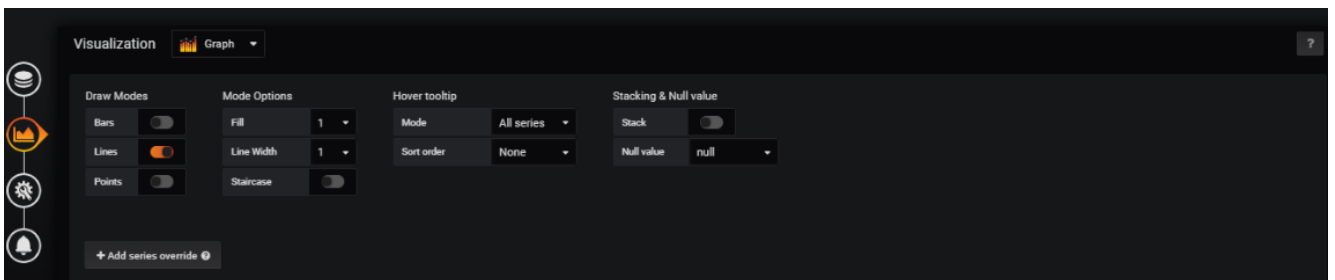 Visualization Graph ?
Draw Modes Mode Options Hover tooltip Stacking & Null value
Bars Fill 1 Mode All series Stack
Lines Line Width 1 Sort order None Null value null
Points Staircase
+ Add series override ?